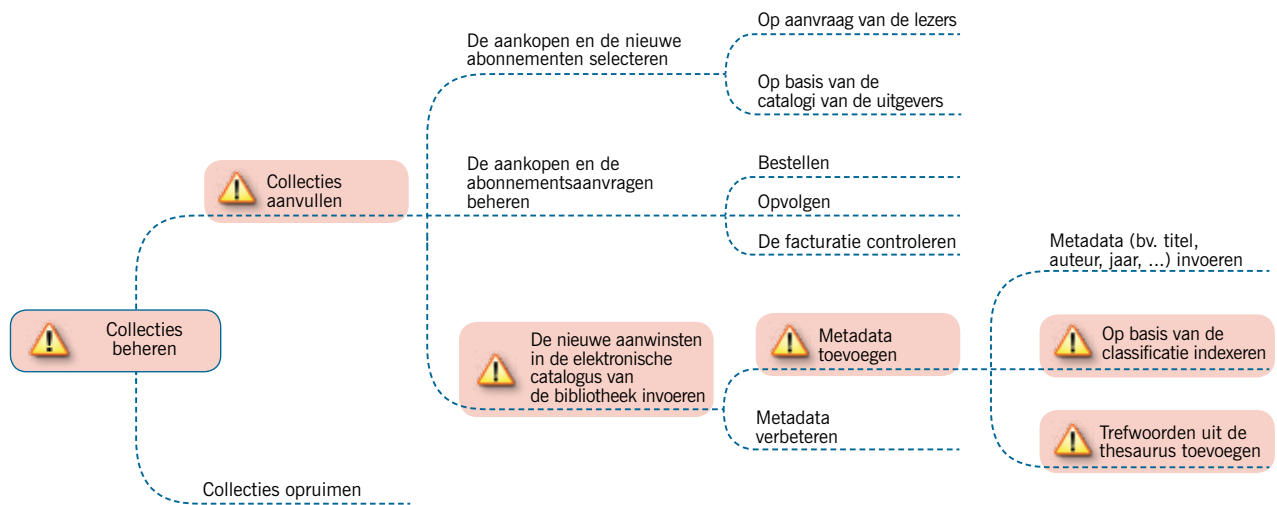 Op aanvraag van de lezers
De aankopen en de nieuwe
abonnementen selecteren
Op basis van de
catalogi van de uitgevers
De aankopen en de
abonnementsaanvragen
beheren
Bestellen
Collecties
aanvullen
Opvolgen
De facturatie controleren
Metadata (bv. titel,
auteur, jaar, ...) invoeren
Collecties
beheren
De nieuwe aanwinsten
in de elektronische
catalogus van
de bibliotheek invoeren
Metadata
toevoegen
Op basis van de
classificatie indexeren
Metadata
verbeteren
Trefwoorden uit de
thesaurus toevoegen
Collecties opruimen